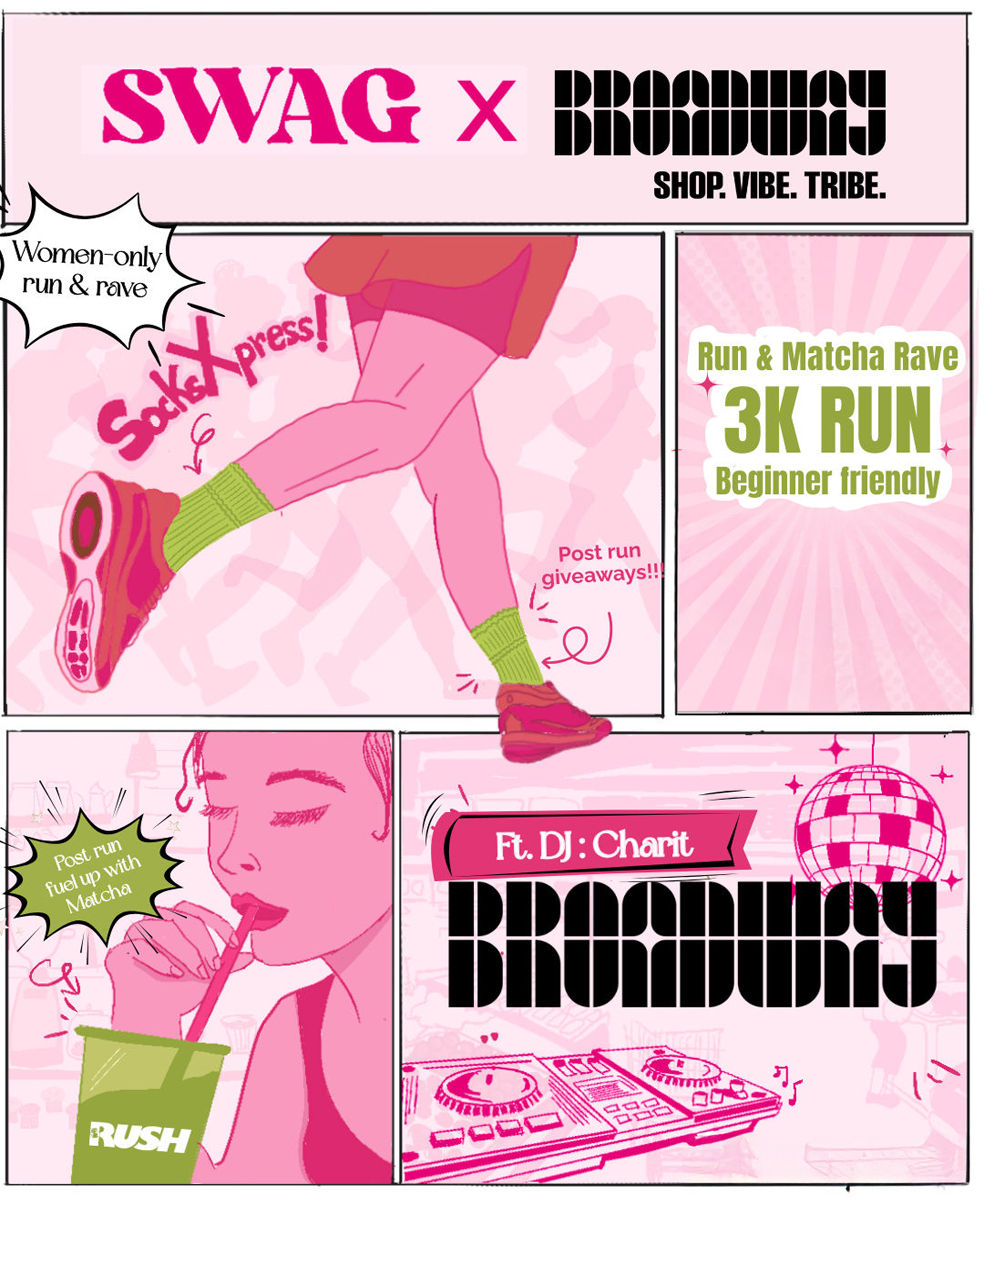 SWAG X BROADWAY
SHOP. VIBE. TRIBE.
Women-only
run & rave
SocksXpress!
Run & Matcha Rave
3K RUN
Beginner friendly
Post run
giveaways!!!
Post run
fuel up with
Matcha
RUSH
Ft. DJ : Charit
BROADWAY